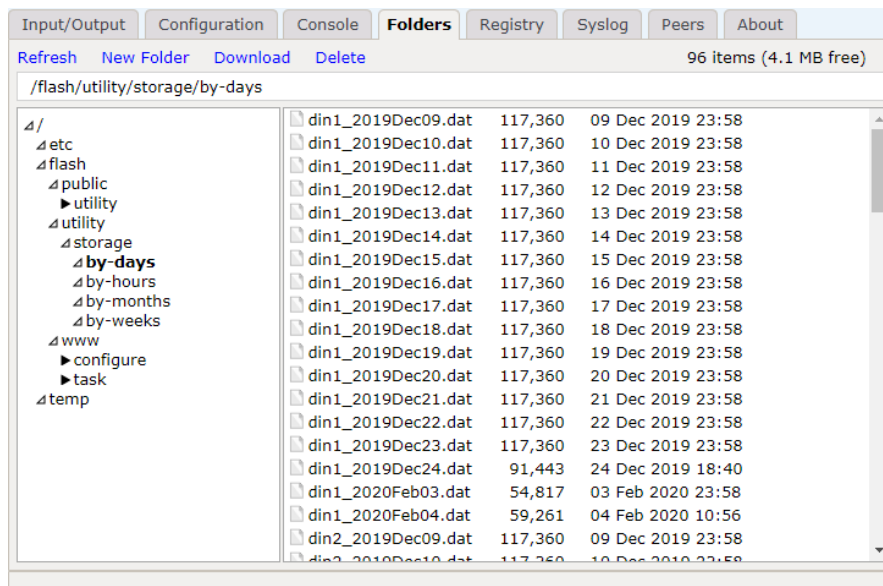 Input/Output Configuration Console Folders Registry Syslog Peers About
Refresh New Folder Download Delete 96 items (4.1 MB free)
/flash/utility/storage/by-days
/
etc
flash
public
utility
utility
storage
by-days
by-hours
by-months
by-weeks
www
configure
task
temp
din1_2019Dec09.dat 117,360 09 Dec 2019 23:58
din1_2019Dec10.dat 117,360 10 Dec 2019 23:58
din1_2019Dec11.dat 117,360 11 Dec 2019 23:58
din1_2019Dec12.dat 117,360 12 Dec 2019 23:58
din1_2019Dec13.dat 117,360 13 Dec 2019 23:58
din1_2019Dec14.dat 117,360 14 Dec 2019 23:58
din1_2019Dec15.dat 117,360 15 Dec 2019 23:58
din1_2019Dec16.dat 117,360 16 Dec 2019 23:58
din1_2019Dec17.dat 117,360 17 Dec 2019 23:58
din1_2019Dec18.dat 117,360 18 Dec 2019 23:58
din1_2019Dec19.dat 117,360 19 Dec 2019 23:58
din1_2019Dec20.dat 117,360 20 Dec 2019 23:58
din1_2019Dec21.dat 117,360 21 Dec 2019 23:58
din1_2019Dec22.dat 117,360 22 Dec 2019 23:58
din1_2019Dec23.dat 117,360 23 Dec 2019 23:58
din1_2019Dec24.dat 91,443 24 Dec 2019 18:40
din1_2020Feb03.dat 54,817 03 Feb 2020 23:58
din1_2020Feb04.dat 59,261 04 Feb 2020 10:56
din2_2019Dec09.dat 117,360 09 Dec 2019 23:58
din2_2019Dec10.dat 117,360 10 Dec 2019 23:58